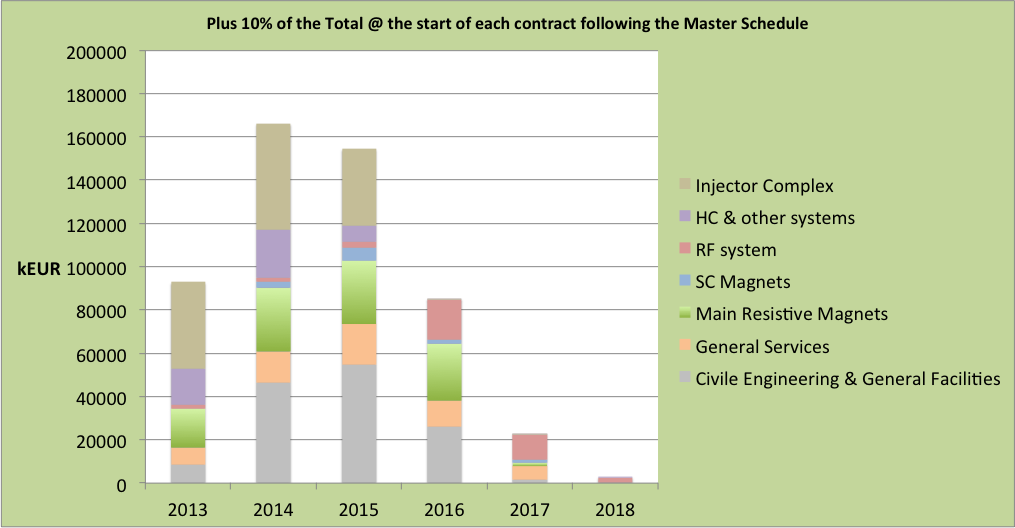 Plus 10% of the Total @ the start of each contract following the Master Schedule
200000
180000
160000
140000
120000
kEUR 100000
80000
60000
40000
20000
0
2013 2014 2015 2016 2017 2018
Injector Complex
HC & other systems
RF system
SC Magnets
Main Resistive Magnets
General Services
Civile Engineering & General Facilities